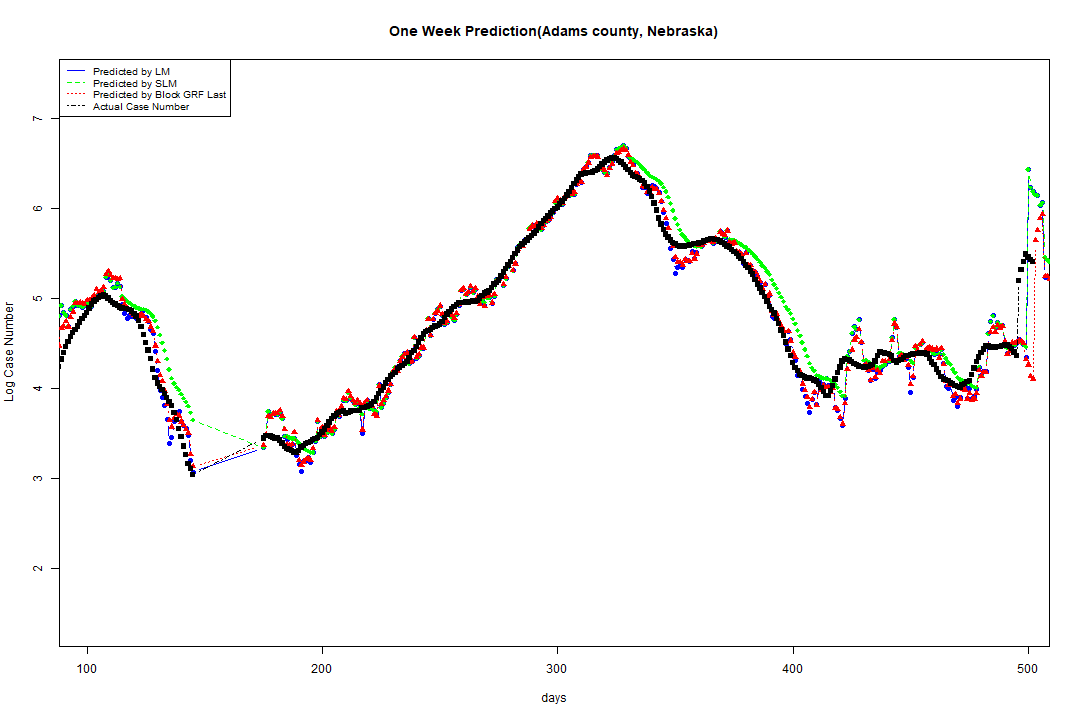 One Week Prediction(Adams county, Nebraska)
Predicted by LM
Predicted by SLM
Predicted by Block GRF Last
Actual Case Number
7
6
5
4
3
2
Log Case Number
100 200 300 400 500
days